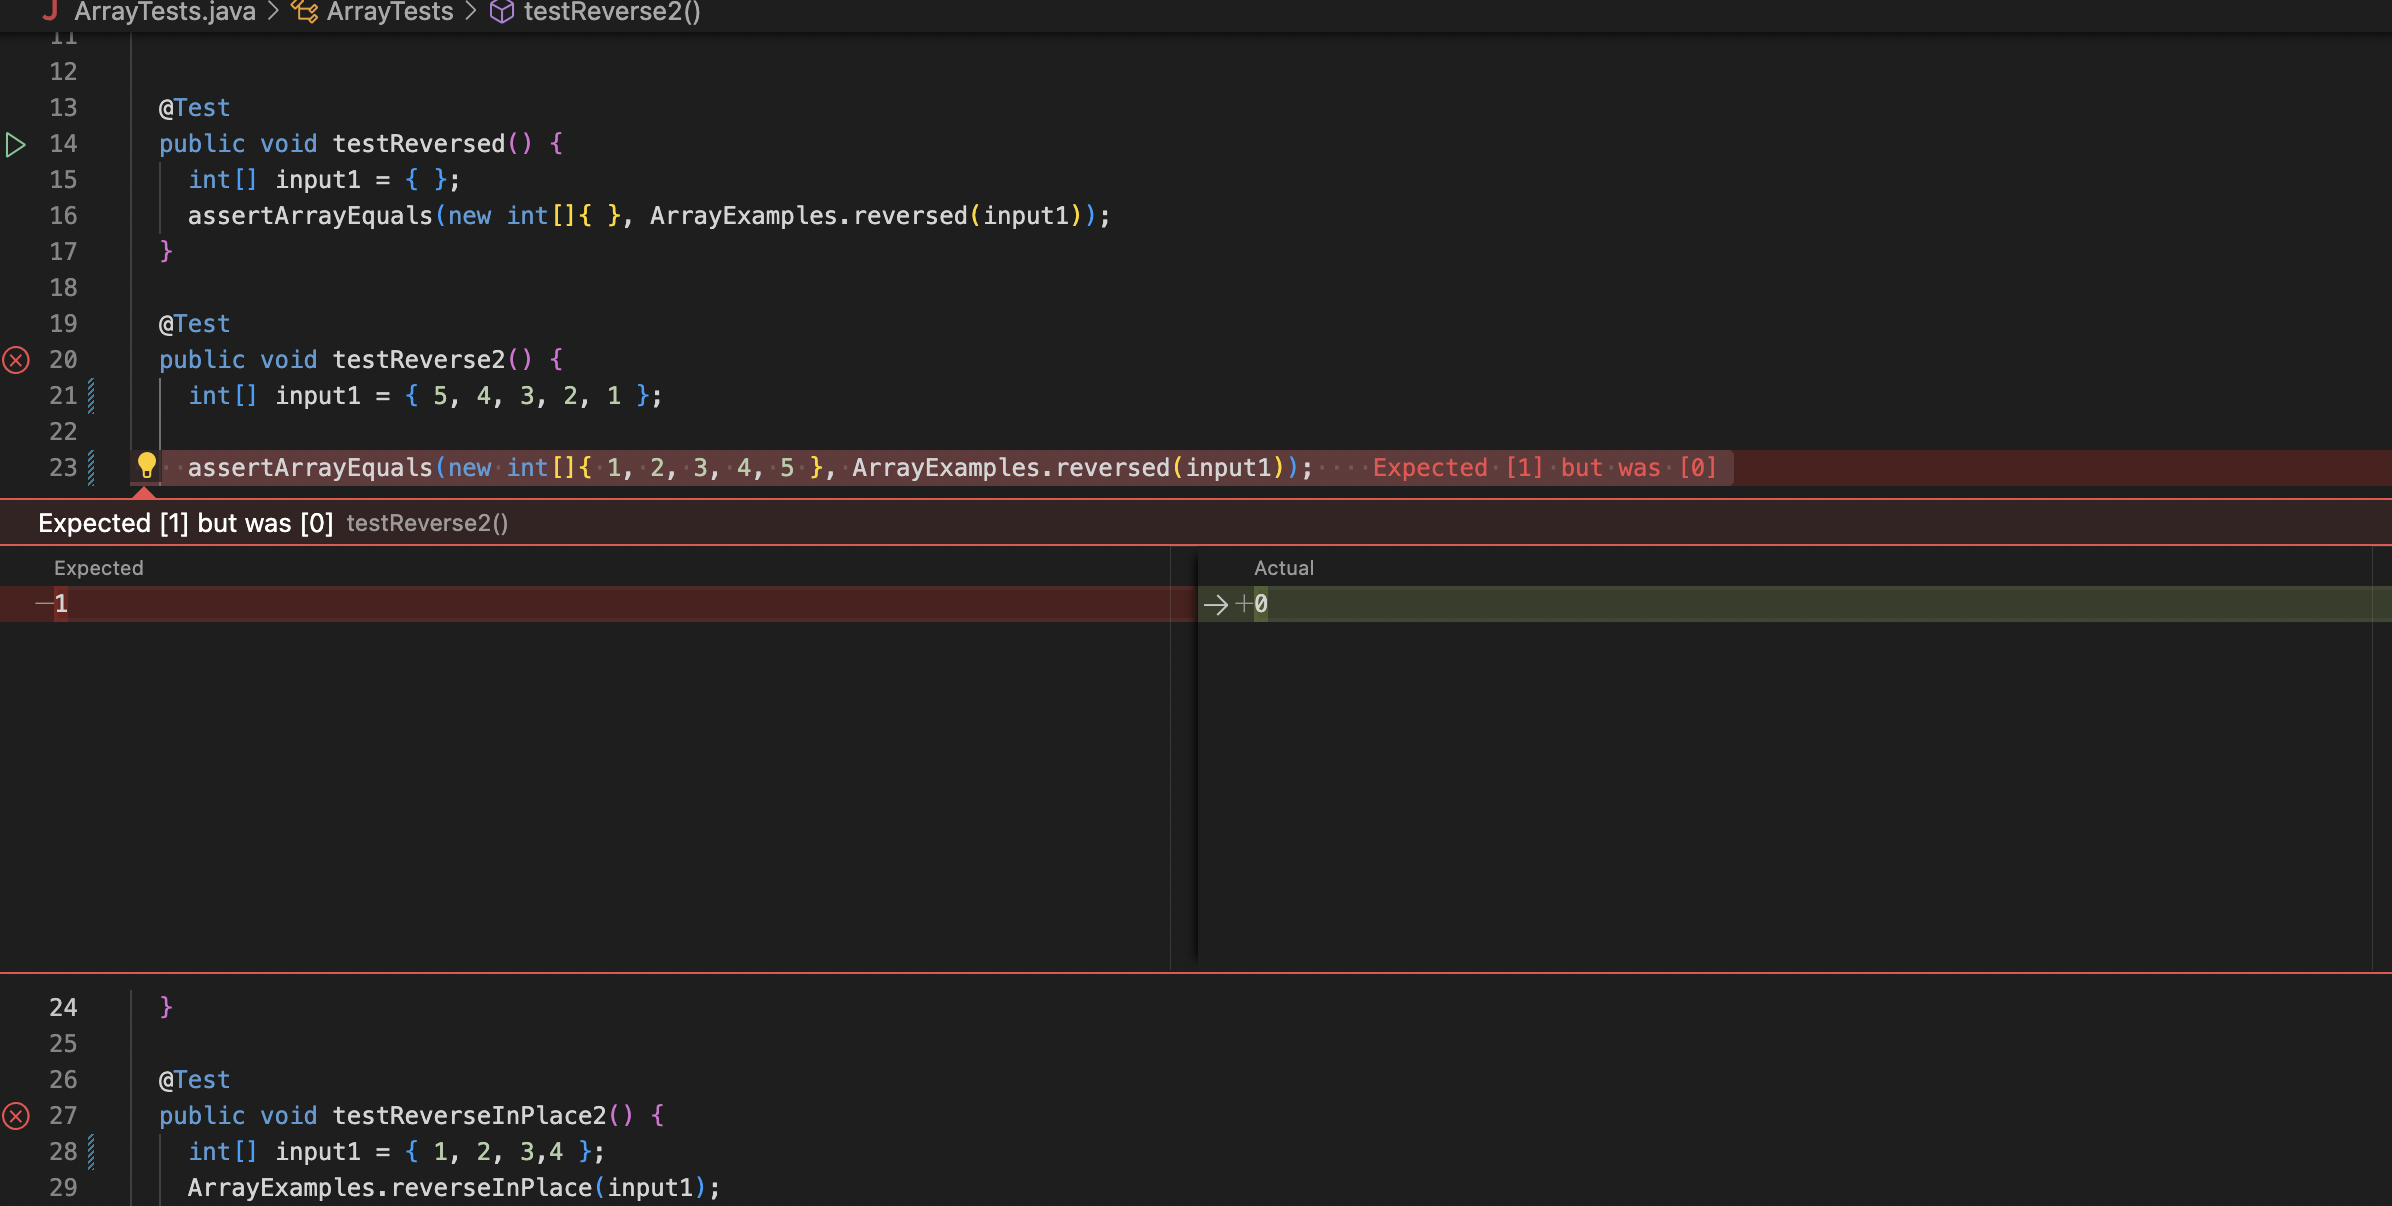 ArrayTests.java > ArrayTests > testReverse2()
11
12
13 @Test
14 public void testReversed() {
15 int[] input1 = { };
16 assertArrayEquals(new int[]{ }, ArrayExamples.reversed(input1));
17 }
18
19 @Test
20 public void testReverse2() {
21 int[] input1 = { 5, 4, 3, 2, 1 };
22
23 assertArrayEquals(new int[]{ 1, 2, 3, 4, 5 }, ArrayExamples.reversed(input1)); Expected [1] but was [0]
Expected [1] but was [0] testReverse2()
Expected Actual
—1 → +0
24 }
25
26 @Test
27 public void testReverseInPlace2() {
28 int[] input1 = { 1, 2, 3,4 };
29 ArrayExamples.reverseInPlace(input1);